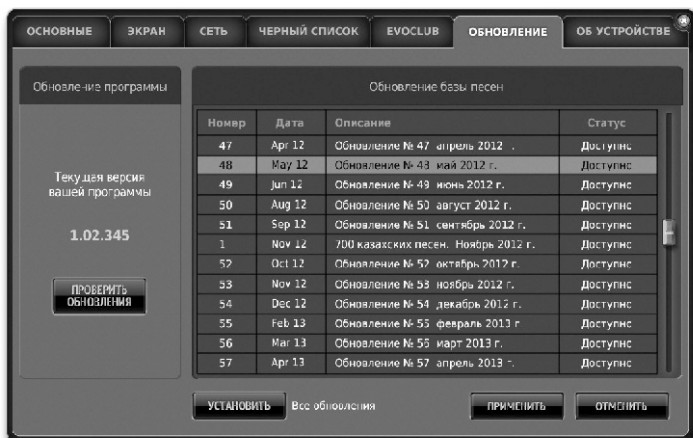 ОСНОВНЫЕ ЭКРАН СЕТЬ ЧЕРНЫЙ СПИСОК EVOCLUB ОБНОВЛЕНИЕ ОБ УСТРОЙСТВЕ
Обновление программы
Текущая версия
вашей программы
1.02.345
ПРОВЕРИТЬ
ОБНОВЛЕНИЯ
Обновление базы песен
Номер Дата Описание Статус
47 Apr 12 Обновление № 47 апрель 2012 г. Доступно
48 May 12 Обновление № 48 май 2012 г. Доступно
49 Jun 12 Обновление № 49 июнь 2012 г. Доступно
50 Aug 12 Обновление № 50 август 2012 г. Доступно
51 Sep 12 Обновление № 51 сентябрь 2012 г. Доступно
1 Nov 12 700 казахских песен. Ноябрь 2012 г. Доступно
52 Oct 12 Обновление № 52 октябрь 2012 г. Доступно
53 Nov 12 Обновление № 53 ноябрь 2012 г. Доступно
54 Dec 12 Обновление № 54 декабрь 2012 г. Доступно
55 Feb 13 Обновление № 55 февраль 2013 г Доступно
56 Mar 13 Обновление № 56 март 2013 г. Доступно
57 Apr 13 Обновление № 57 апрель 2013 г. Доступно
УСТАНОВИТЬ Все обновления ПРИМЕНИТЬ ОТМЕНИТЬ